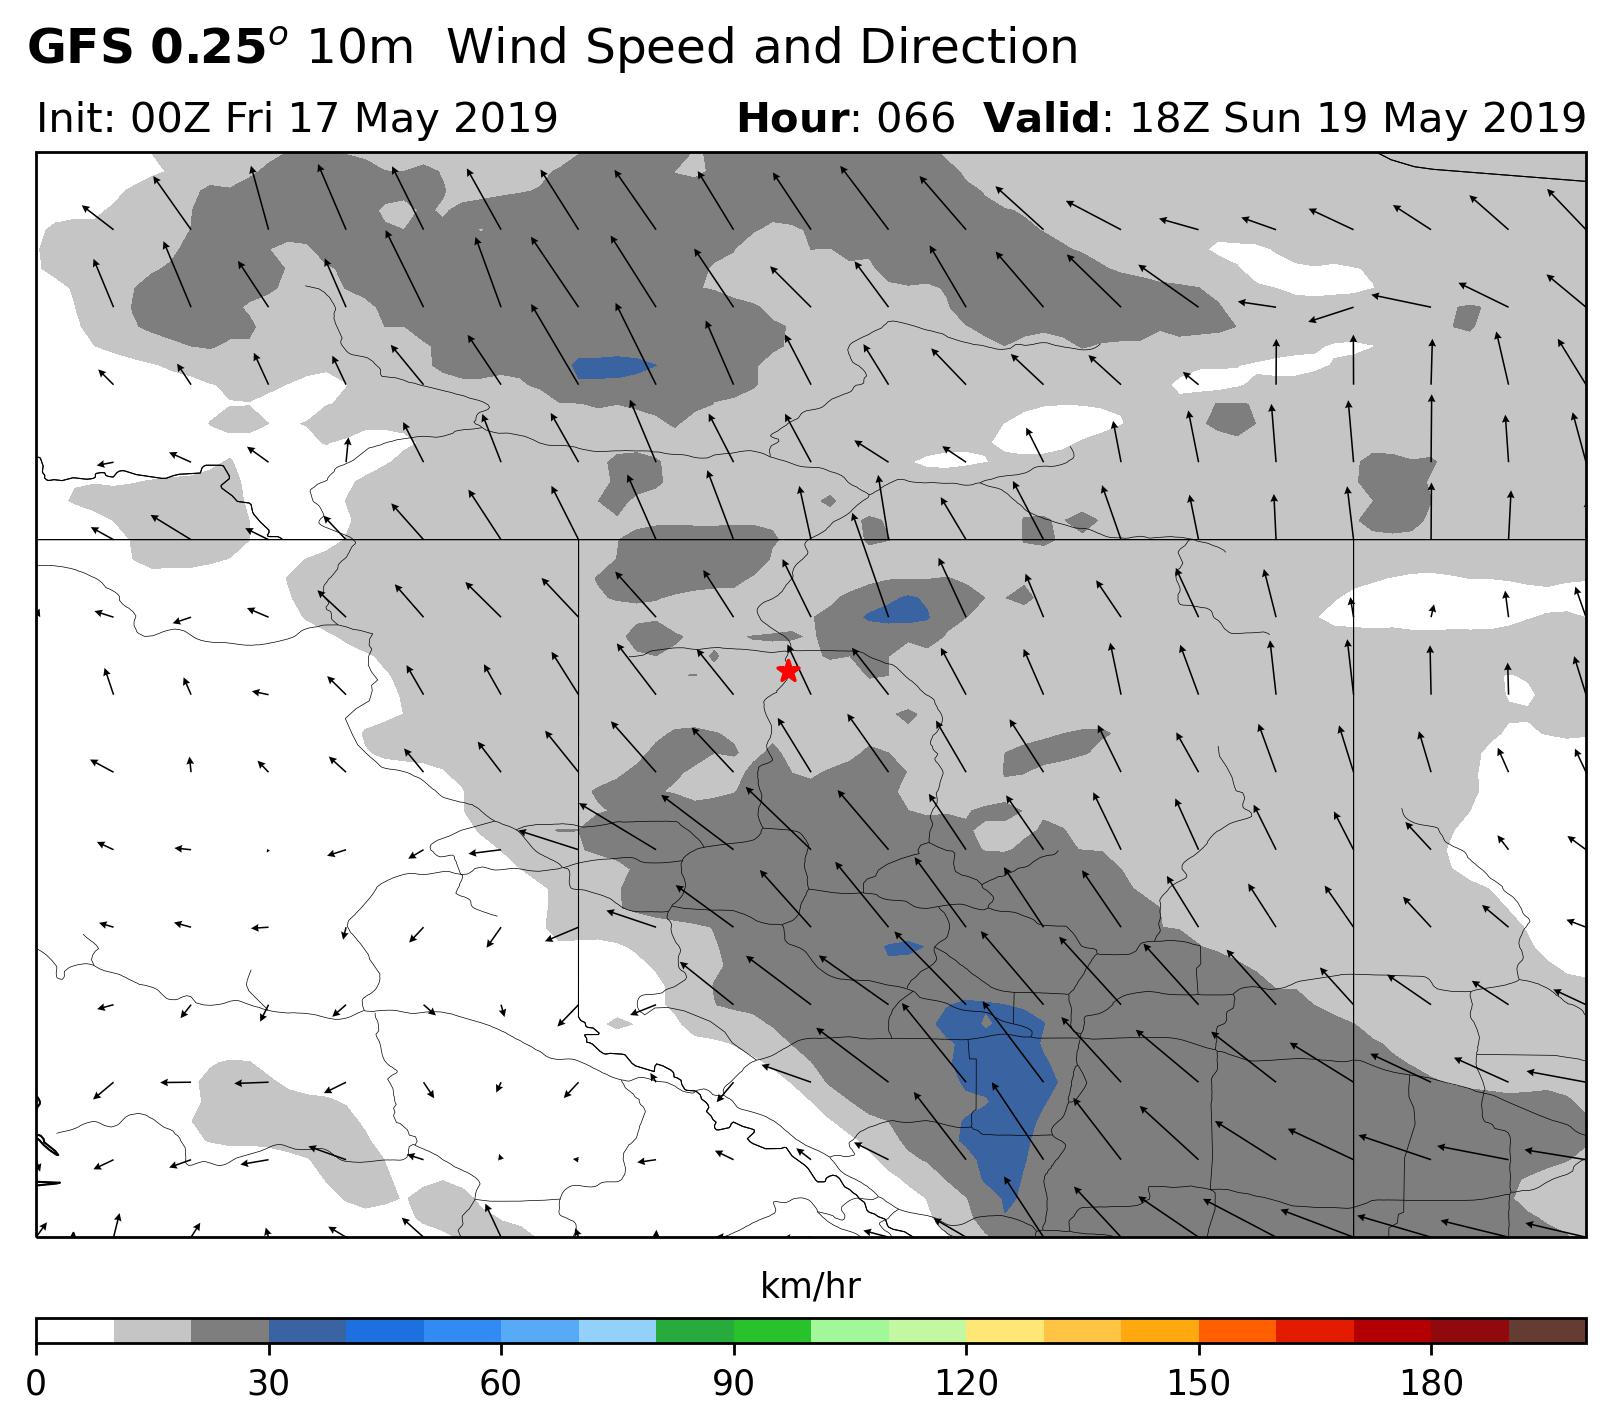 GFS 0.25° 10m Wind Speed and Direction
Init: 00Z Fri 17 May 2019 Hour: 066 Valid: 18Z Sun 19 May 2019
km/hr
0 30 60 90 120 150 180